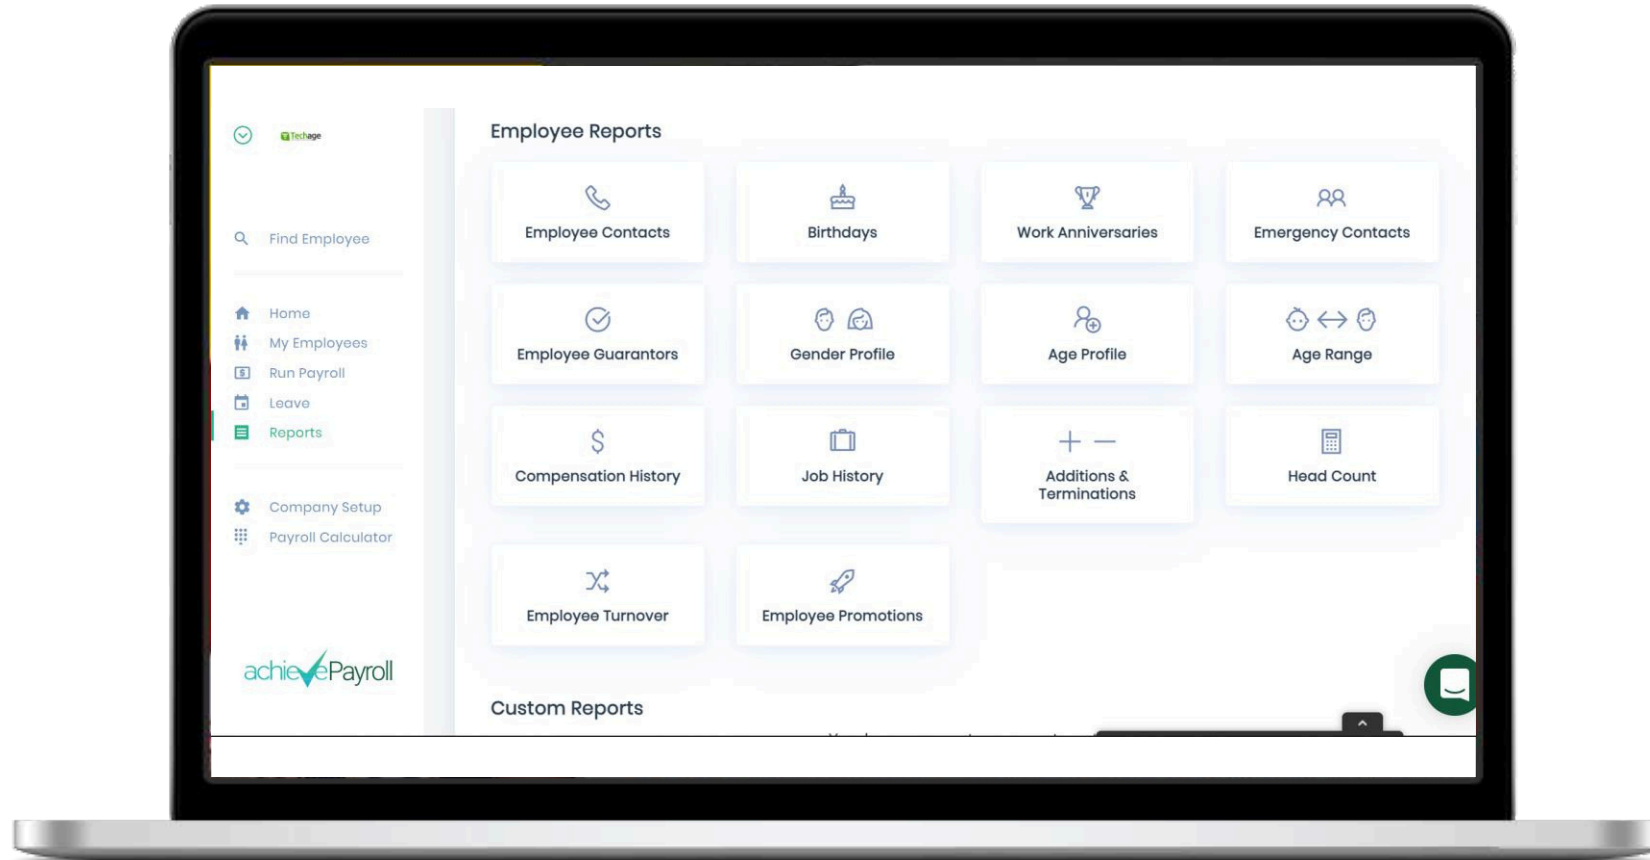 Techage
Find Employee
Home
My Employees
Run Payroll
Leave
Reports
Company Setup
Payroll Calculator
achievePayroll
Employee Reports
Employee Contacts
Birthdays
Work Anniversaries
Emergency Contacts
Employee Guarantors
Gender Profile
Age Profile
Age Range
Compensation History
Job History
Additions &
Terminations
Head Count
Employee Turnover
Employee Promotions
Custom Reports